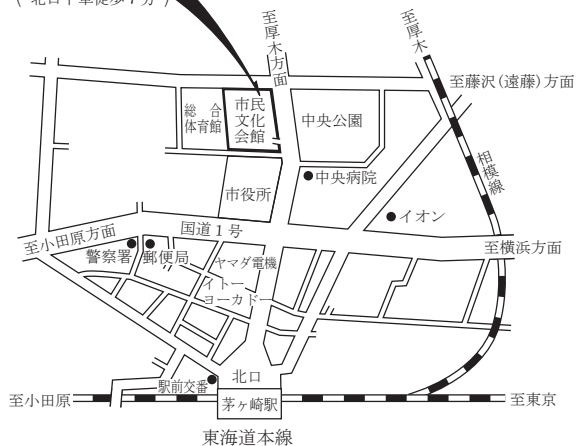 (北口下車徒歩7分)
至厚木方面
至厚木
至藤沢(遠藤)方面
総合
体育館
市民
文化
会館
中央公園
相模線
中央病院
市役所
イオン
国道1号
至小田原方面
至横浜方面
警察署
郵便局
ヤマダ電機
イトー
ヨーカドー
駅前交番
北口
至小田原
茅ヶ崎駅
至東京
東海道本線